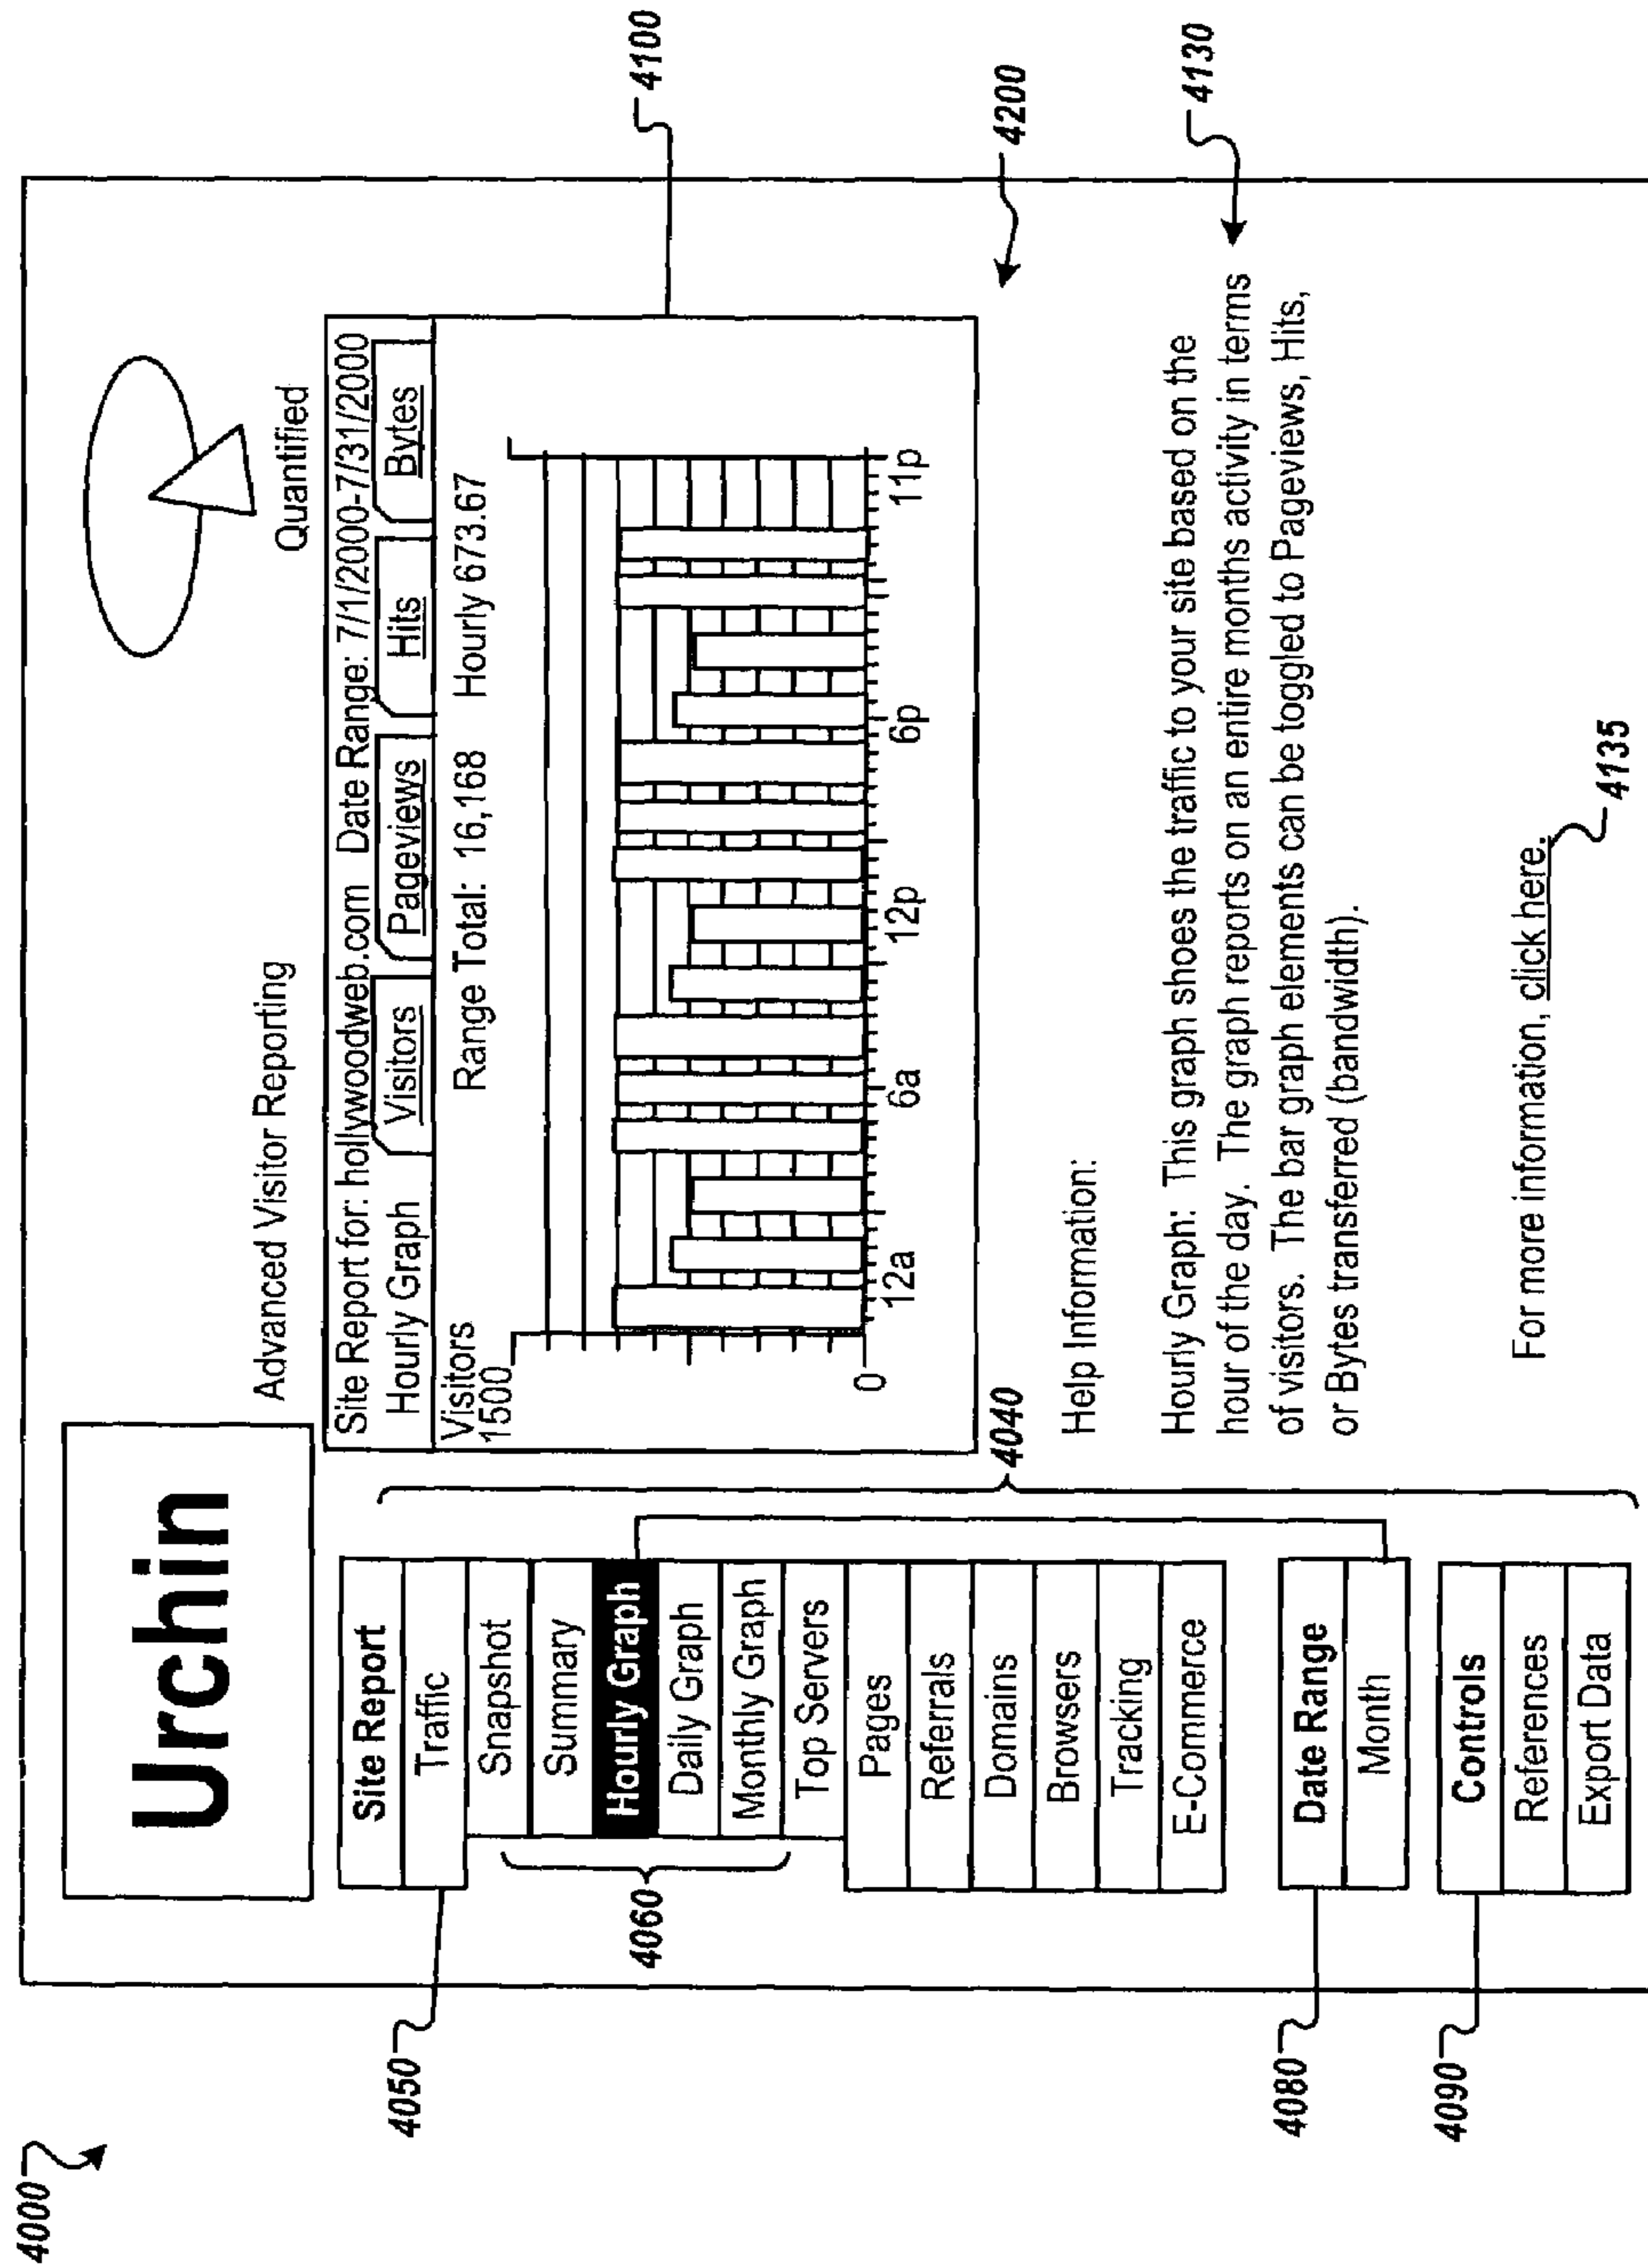 4000
Urchin
Advanced Visitor Reporting
Quantified
Site Report
Traffic
Snapshot
Summary
Hourly Graph
Daily Graph
Monthly Graph
Top Servers
Pages
Referrals
Domains
Browsers
Tracking
E-Commerce
Date Range
Month
Controls
References
Export Data
4050
4060
4080
4090
4040
Site Report for: hollywoodweb.com Date Range: 7/1/2000-7/31/2000
Hourly Graph Visitors Pageviews Hits Bytes
Visitors Range Total: 16,168 Hourly 673.67
1500
0
12a 6a 12p 6p 11p
4100
4200
Help Information:
Hourly Graph: This graph shoes the traffic to your site based on the
hour of the day. The graph reports on an entire months activity in terms
of visitors. The bar graph elements can be toggled to Pageviews, Hits,
or Bytes transferred (bandwidth).
4130
For more information, click here.
4135